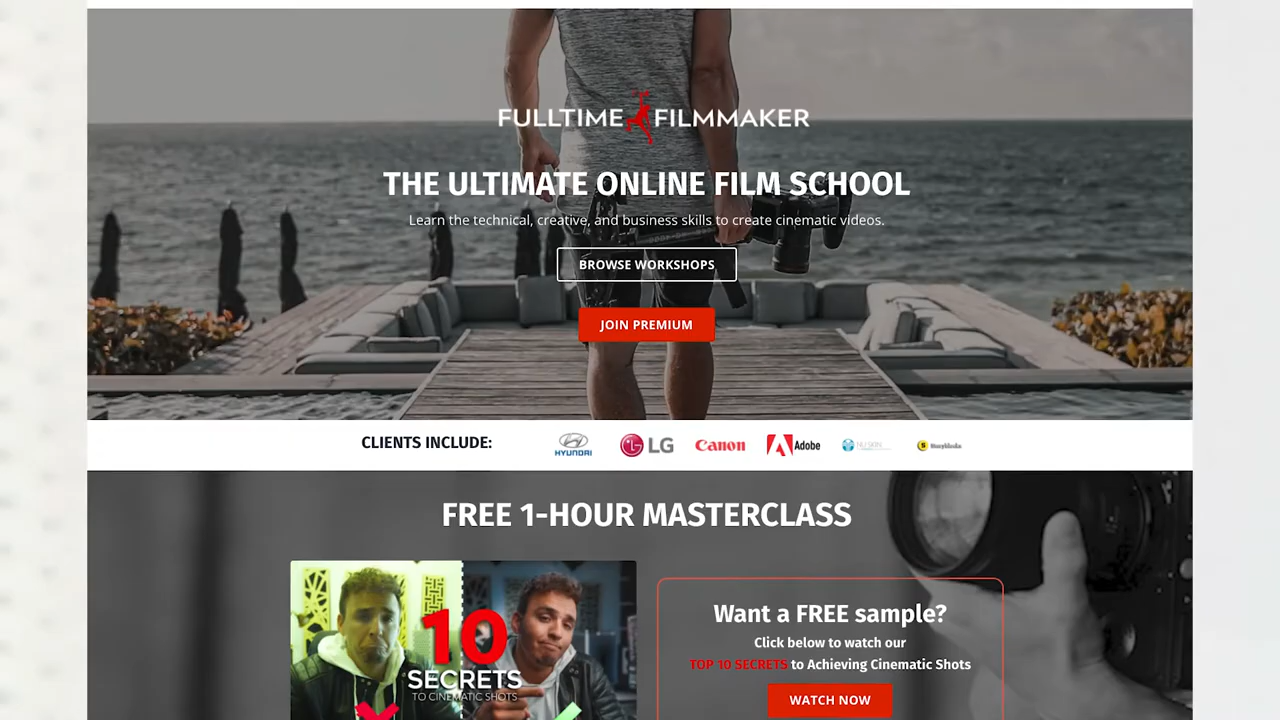 FULLTIME FILMMAKER
THE ULTIMATE ONLINE FILM SCHOOL
Learn the technical, creative, and business skills to create cinematic videos.
BROWSE WORKSHOPS
JOIN PREMIUM
CLIENTS INCLUDE:
HYUNDAI
LG
Canon
Adobe
NU SKIN
FREE 1-HOUR MASTERCLASS
10
SECRETS
TO CINEMATIC SHOTS
Want a FREE sample?
Click below to watch our
TOP 10 SECRETS to Achieving Cinematic Shots
WATCH NOW